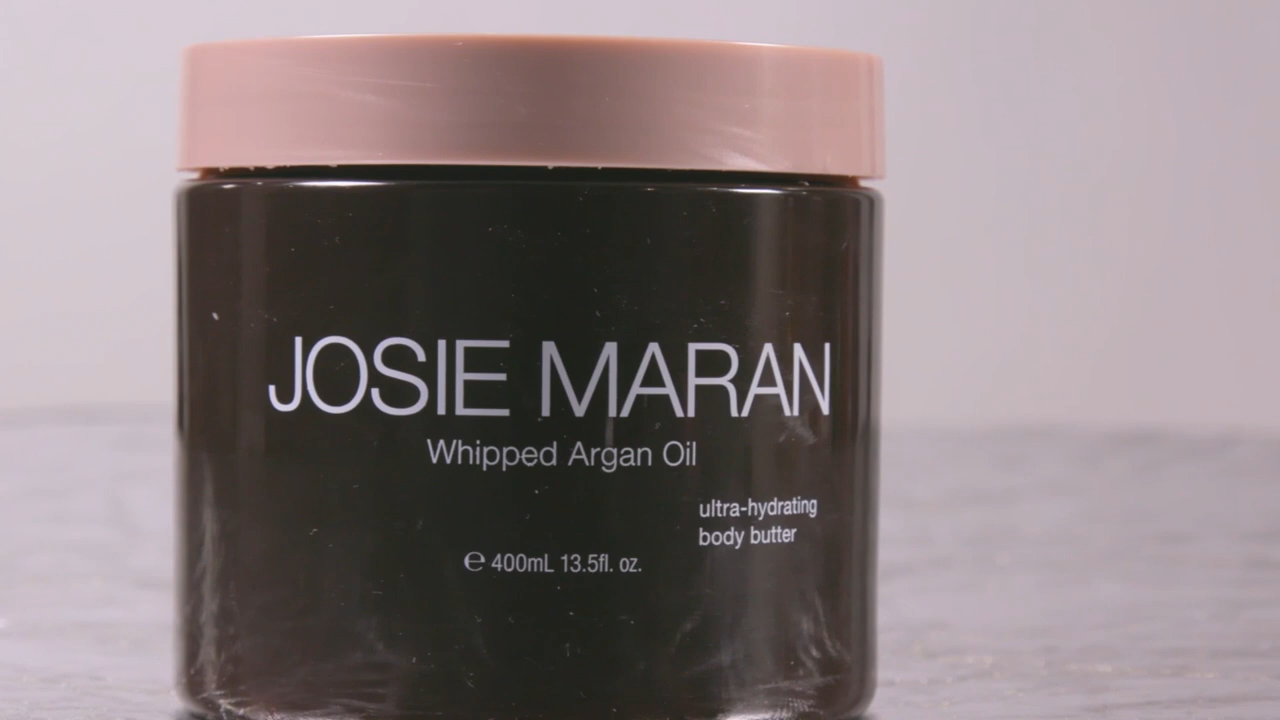 JOSIE MARAN
Whipped Argan Oil
ultra-hydrating
body butter
℮ 400mL 13.5fl. oz.